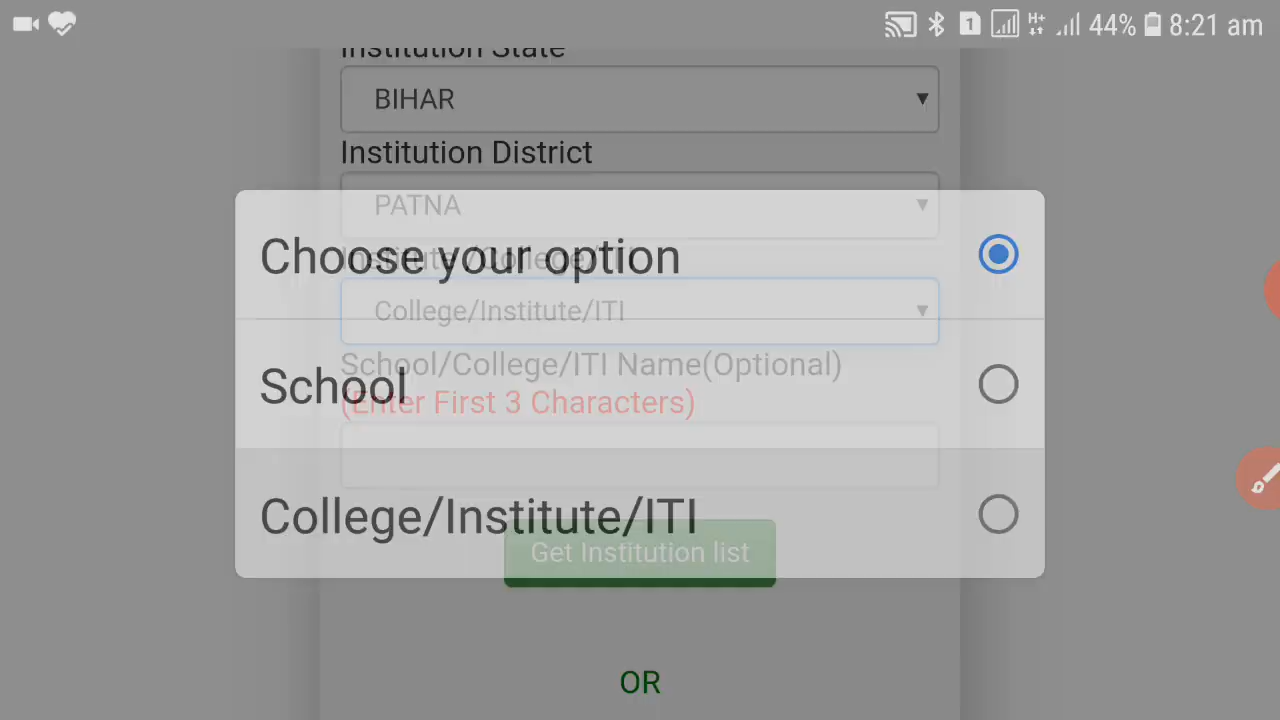 1 H+ 44% 8:21 am
Institution State
BIHAR
Institution District
PATNA
Choose your option
College/Institute/ITI
School/College/ITI Name(Optional)
School
(Enter First 3 Characters)
College/Institute/ITI
Get Institution list
OR